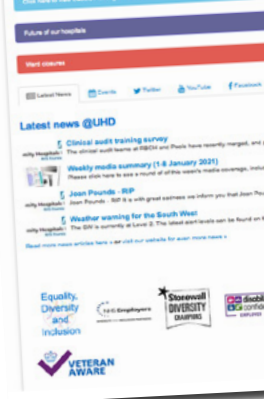 Future of our hospitals
Ward closures
Latest News Events Twitter YouTube Facebook
Latest news @UHD
Clinical audit training survey
The clinical audit teams at RBCH and Poole have recently merged, and
Weekly media summary (1-8 January 2021)
Please click here to see a round of this week's media coverage,
Joan Pounds - RIP
Joan Pounds - RIP It is with great sadness we inform you that Joan
Weather warning for the South West
The SW is currently at Level 2. The latest alert levels can be found on
Read more news articles here > or visit our website for even more news >
Equality,
Diversity
and
Inclusion
Employers
Stonewall
DIVERSITY
CHAMPIONS
EMPLOYER
VETERAN
AWARE